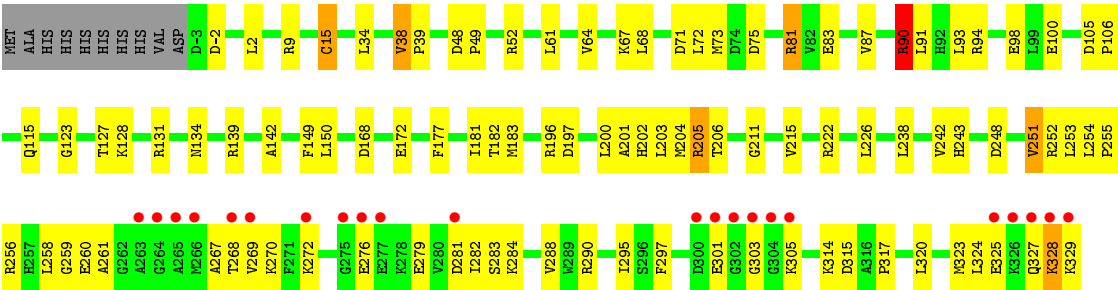 MET ALA HIS HIS HIS HIS HIS HIS VAL ASP D-3 D-2 L2 R9 C15 L34 V38 P39 D48 P49 R52 L61 V64 K67 L68 D71 L72 M73 D74 D75 R81 V82 E83 V87 R90 L91 H92 L93 R94 E98 L99 E100 D105 P106
Q115 G123 T127 K128 R131 N134 R139 A142 F149 L150 D168 E172 F177 I181 T182 M183 R196 D197 L200 A201 H202 L203 M204 R205 T206 G211 V215 R222 L226 L238 V242 H243 D248 V251 R252 L253 L254 P255
R256 H257 L258 G259 E260 A261 G262 A263 G264 A265 M266 A267 T268 V269 K270 F271 K272 G275 E276 E277 K278 E279 V280 D281 I282 S283 K284 V288 W289 R290 I295 S296 F297 D300 E301 G302 G303 G304 K305 K314 D315 A316 P317 L320 M323 L324 E325 K326 Q327 K328 K329